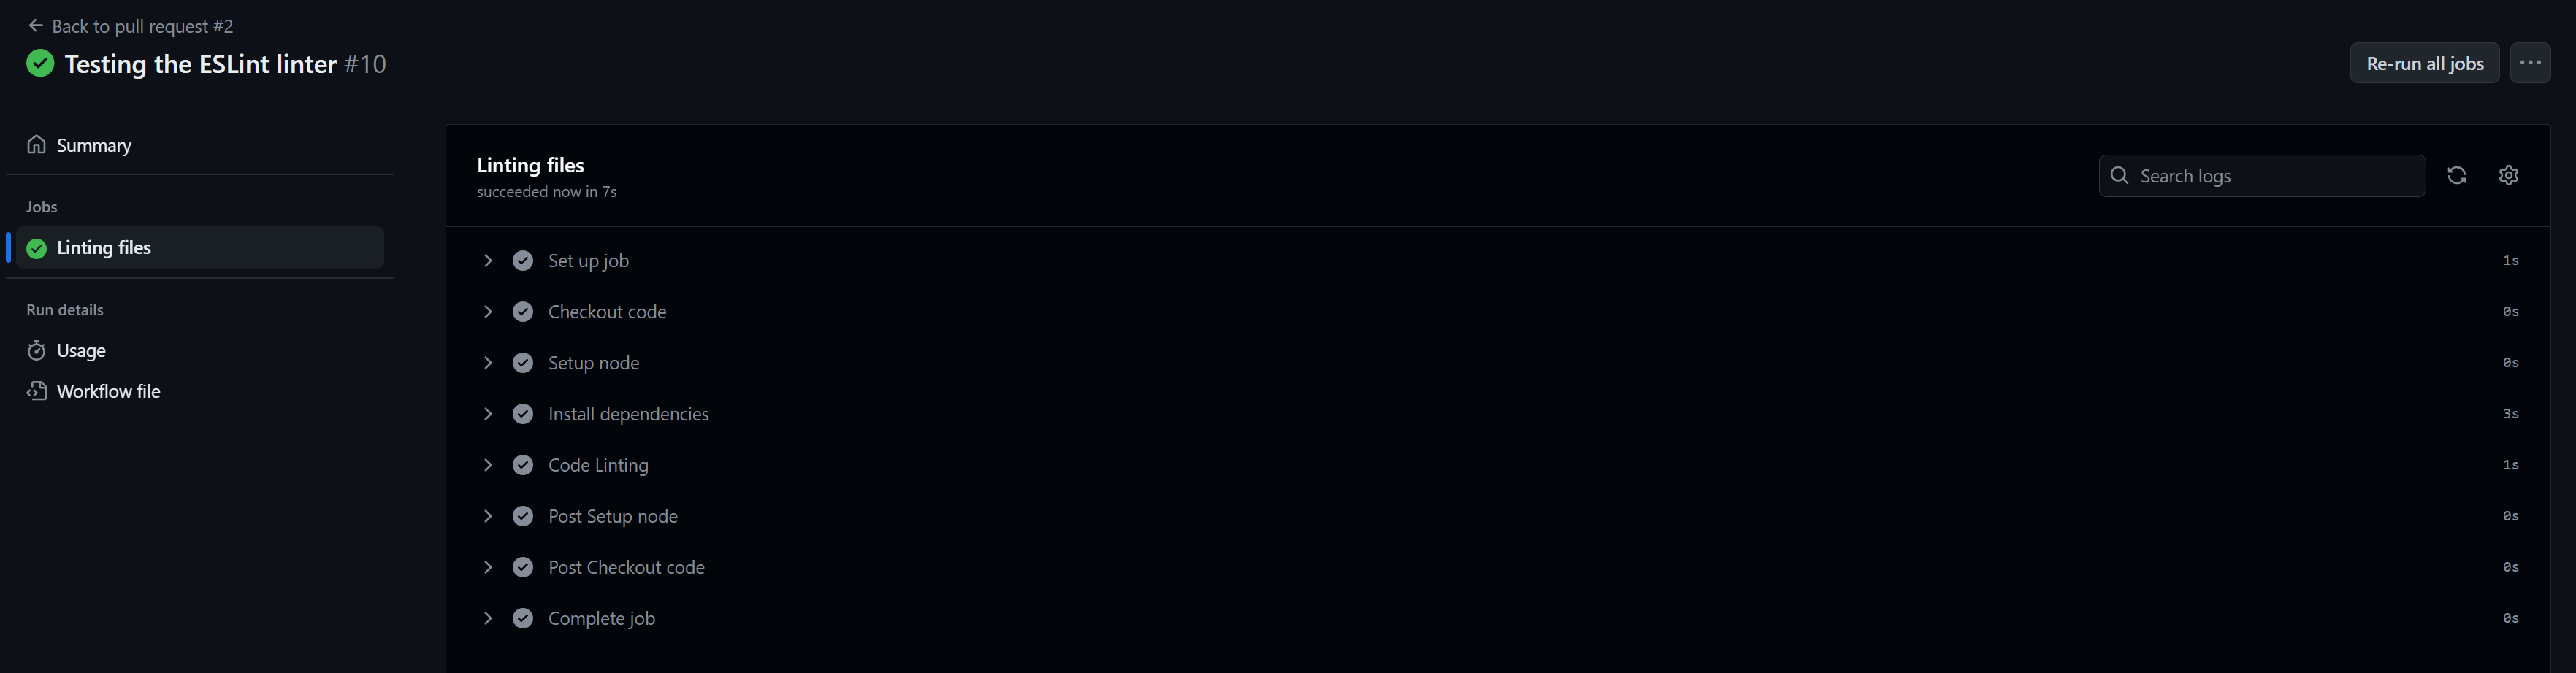 Back to pull request #2
Testing the ESLint linter #10
Re-run all jobs
Summary
Jobs
Linting files
Run details
Usage
Workflow file
Linting files
succeeded now in 7s
Search logs
Set up job 1s
Checkout code 0s
Setup node 0s
Install dependencies 3s
Code Linting 1s
Post Setup node 0s
Post Checkout code 0s
Complete job 0s